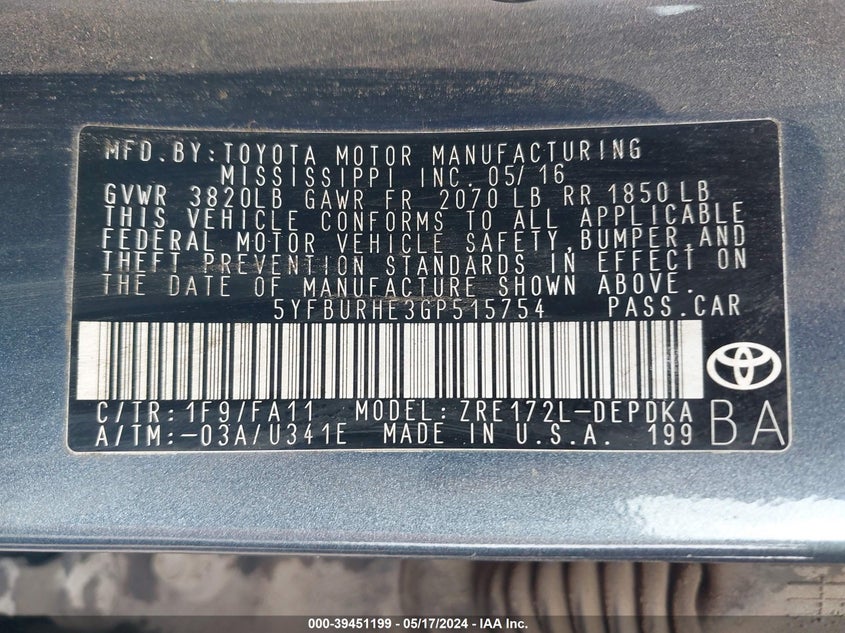 MFD.BY:TOYOTA MOTOR MANUFACTURING
MISSISSIPPI INC. 05/16
GVWR 3820LB GAWR FR 2070 LB RR 1850 LB
THIS VEHICLE CONFORMS TO ALL APPLICABLE
FEDERAL MOTOR VEHICLE SAFETY,BUMPER,AND
THEFT PREVENTION STANDARDS IN EFFECT ON
THE DATE OF MANUFACTURE SHOWN ABOVE.
5YFBURHE3GP515754 PASS.CAR
C/TR:1F9/FA11 MODEL:ZRE172L-DEPDKA
A/TM:-03A/U341E MADE IN U.S.A. 199 BA
000-39451199 - 05/17/2024 - IAA Inc.